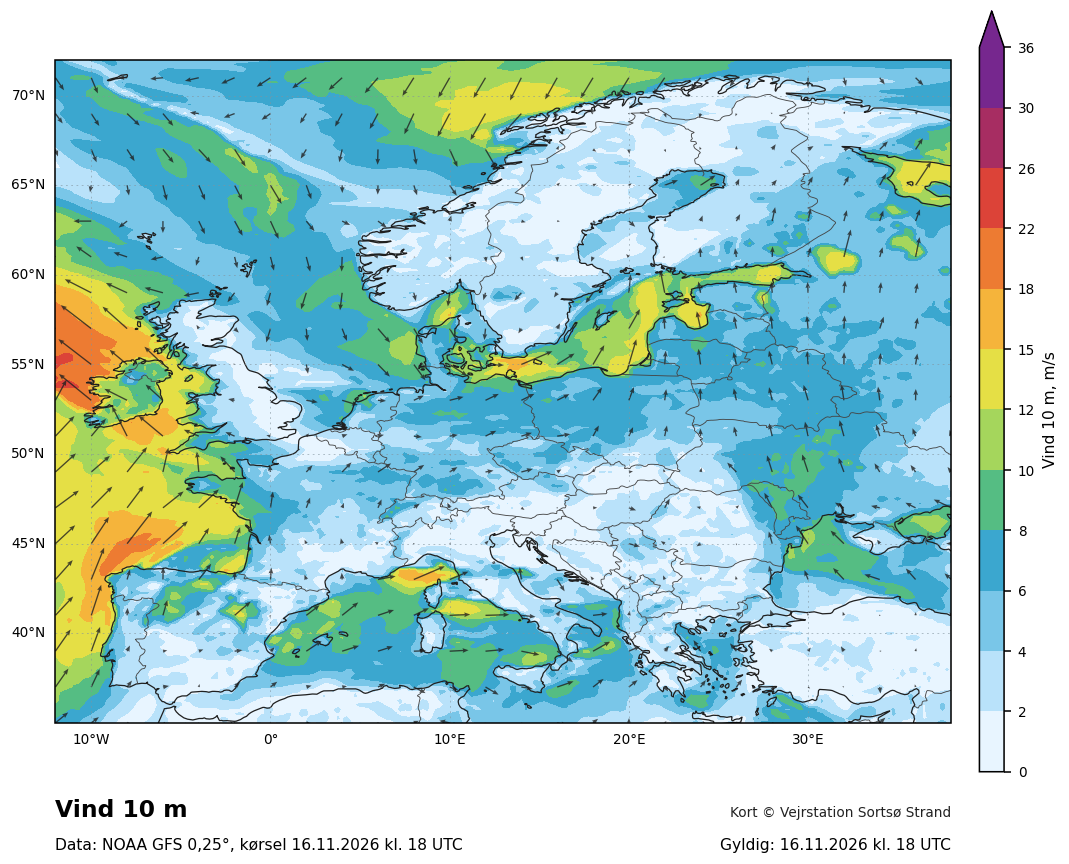 36
30
26
22
18
15
12
10
8
6
4
2
0
Vind 10 m, m/s
70°N
65°N
60°N
55°N
50°N
45°N
40°N
10°W
0°
10°E
20°E
30°E
Vind 10 m
Kort © Vejrstation Sortsø Strand
Data: NOAA GFS 0,25°, kørsel 16.11.2026 kl. 18 UTC
Gyldig: 16.11.2026 kl. 18 UTC